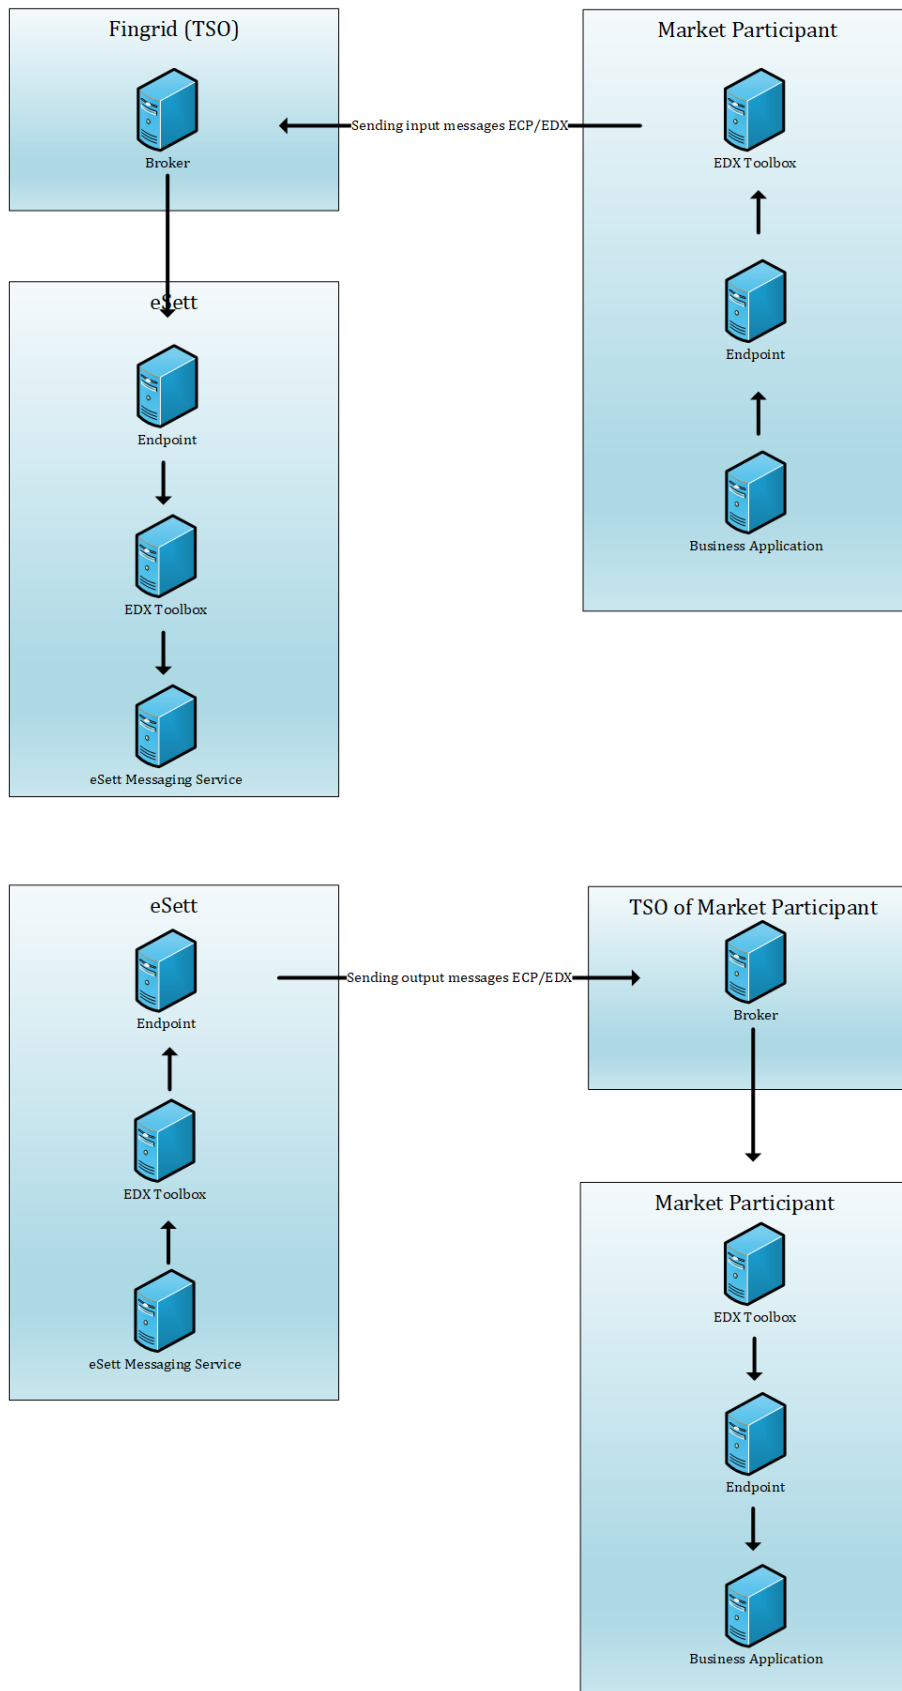 Fingrid (TSO)
Market Participant
Broker
Sending input messages ECP/EDX
EDX Toolbox
eSett
Endpoint
Endpoint
Endpoint
EDX Toolbox
Business Application
eSett Messaging Service
eSett
TSO of Market Participant
Endpoint
Sending output messages ECP/EDX
Broker
EDX Toolbox
Market Participant
eSett Messaging Service
EDX Toolbox
Endpoint
Business Application